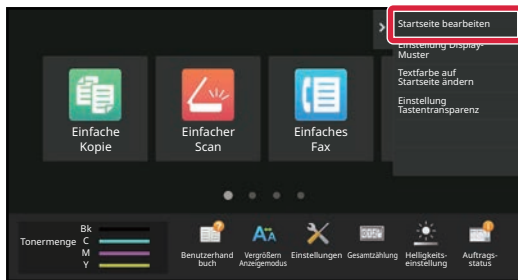 Startseite bearbeiten
Einstellung Display-
Muster
Textfarbe auf
Startseite ändern
Einstellung
Tastentransparenz
Einfache
Kopie
Einfacher
Scan
Einfaches
Fax
Tonermenge
Bk
C
M
Y
Benutzerhand
buch
Vergrößern
Anzeigemodus
Einstellungen
Gesamtzählung
Helligkeits-
einstellung
Auftrags-
status